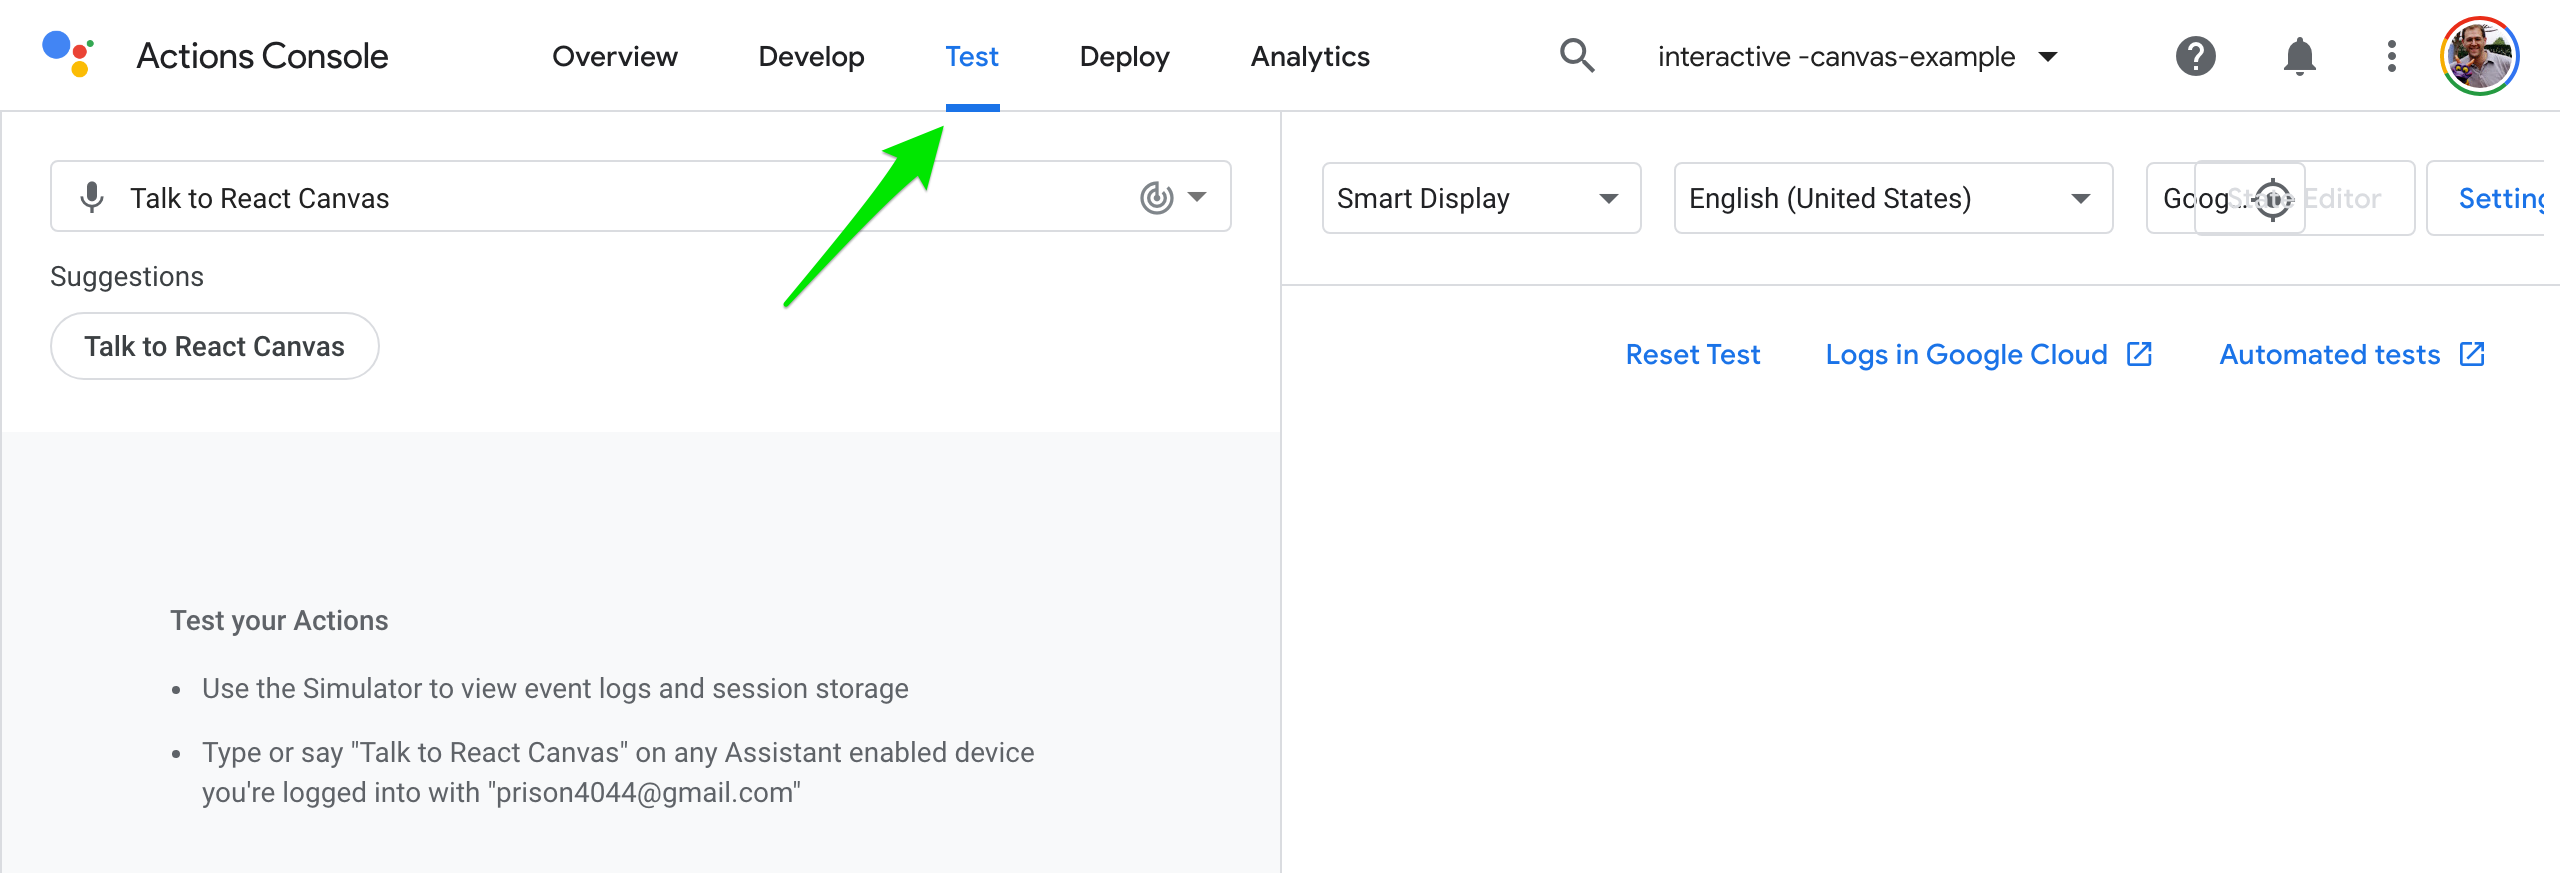 Actions Console
Overview
Develop
Test
Deploy
Analytics
interactive -canvas-example
Talk to React Canvas
Smart Display
English (United States)
Goog...
State Editor
Setting
Suggestions
Talk to React Canvas
Reset Test
Logs in Google Cloud
Automated tests
Test your Actions
• Use the Simulator to view event logs and session storage
• Type or say "Talk to React Canvas" on any Assistant enabled device
you're logged into with "prison4044@gmail.com"